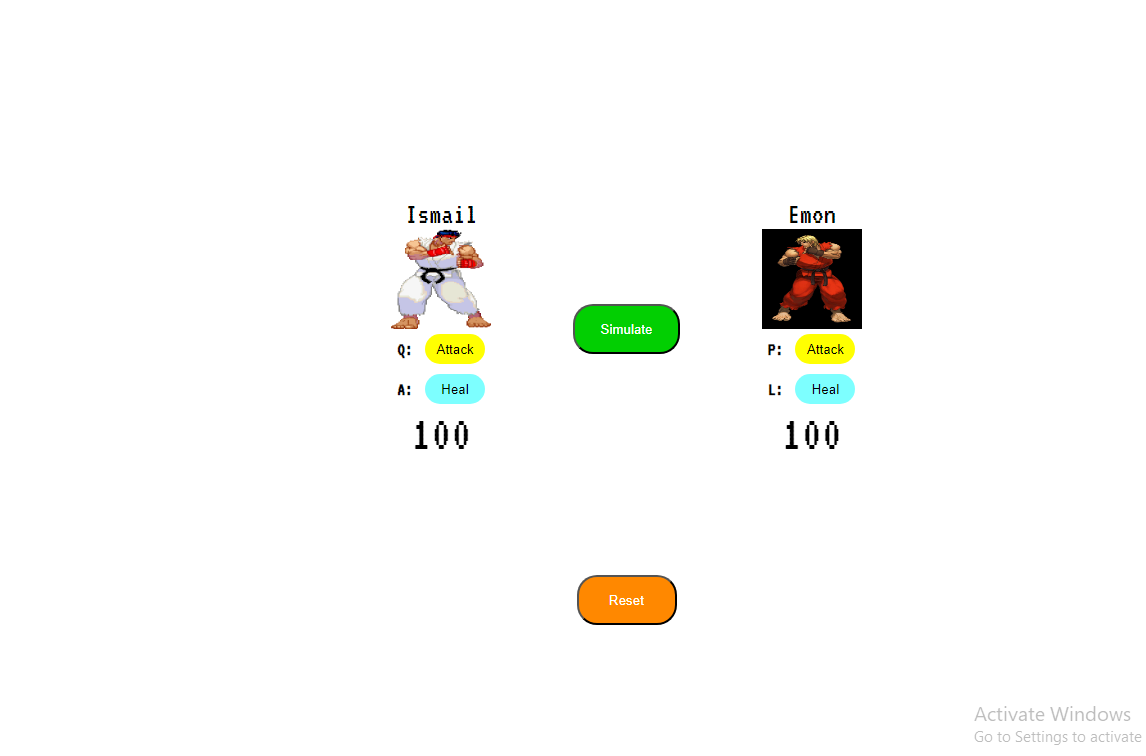 Ismail
Emon
Simulate
Q: Attack
P: Attack
A: Heal
L: Heal
100
100
Reset
Activate Windows
Go to Settings to activate